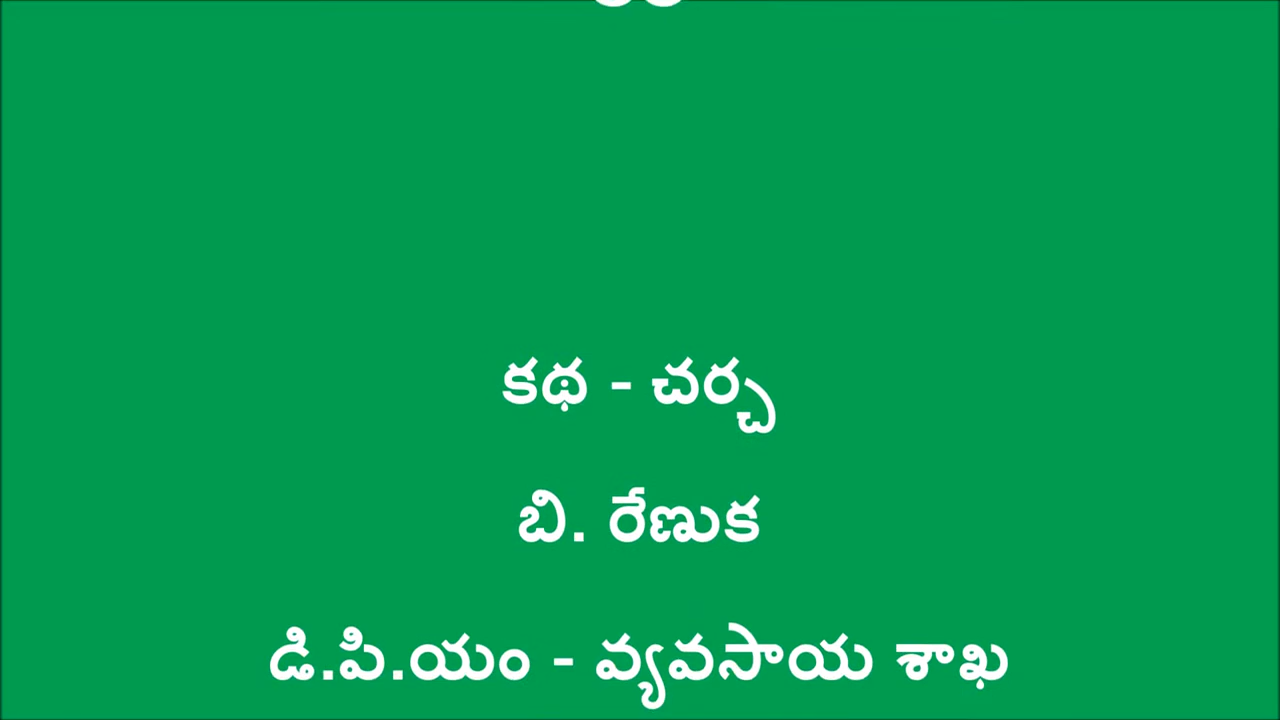 కథ - చర్చ
బి. రేణుక
డి.పి.యం - వ్యవసాయ శాఖ